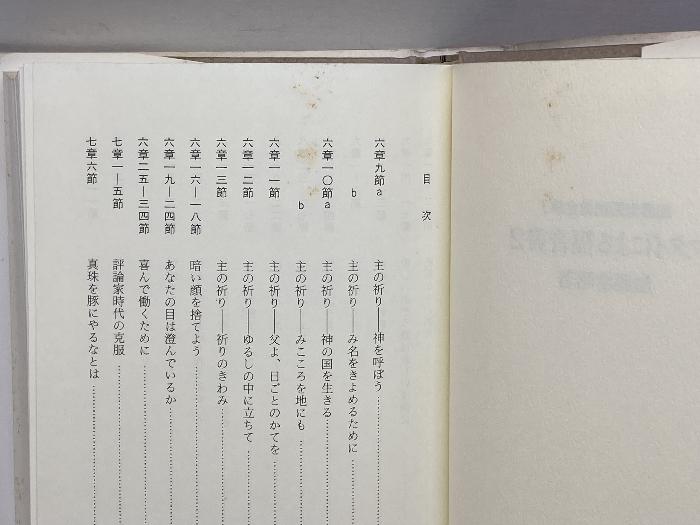 目次
六章九節a 主の祈り――神を呼ぼう
b 主の祈り――み名をきよめるために
六章一〇節a 主の祈り――神の国を生きる
b 主の祈り――みこころを地にも
六章一一節 主の祈り――父よ、日ごとのかてを
六章一二節 主の祈り――ゆるしの中に立ちて
六章一三節 主の祈り――祈りのきわみ
六章一六―一八節 暗い顔を捨てよう
六章一九―二四節 あなたの目は澄んでいるか
六章二五―三四節 喜んで働くために
七章一―五節 評論家時代の克服
七章六節 真珠を豚にやるなとは